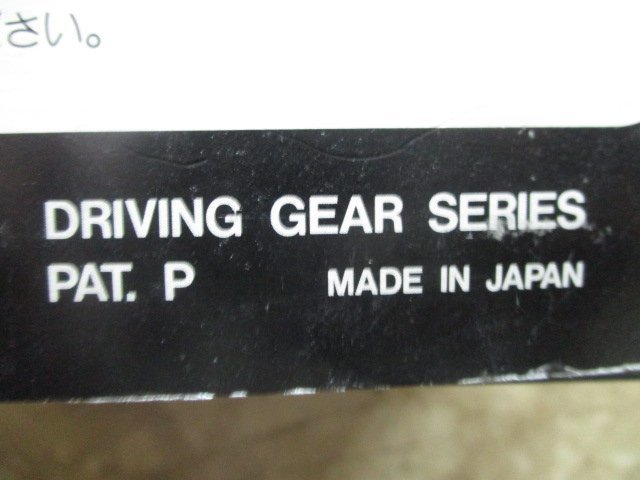 さい。
DRIVING GEAR SERIES
PAT. P MADE IN JAPAN